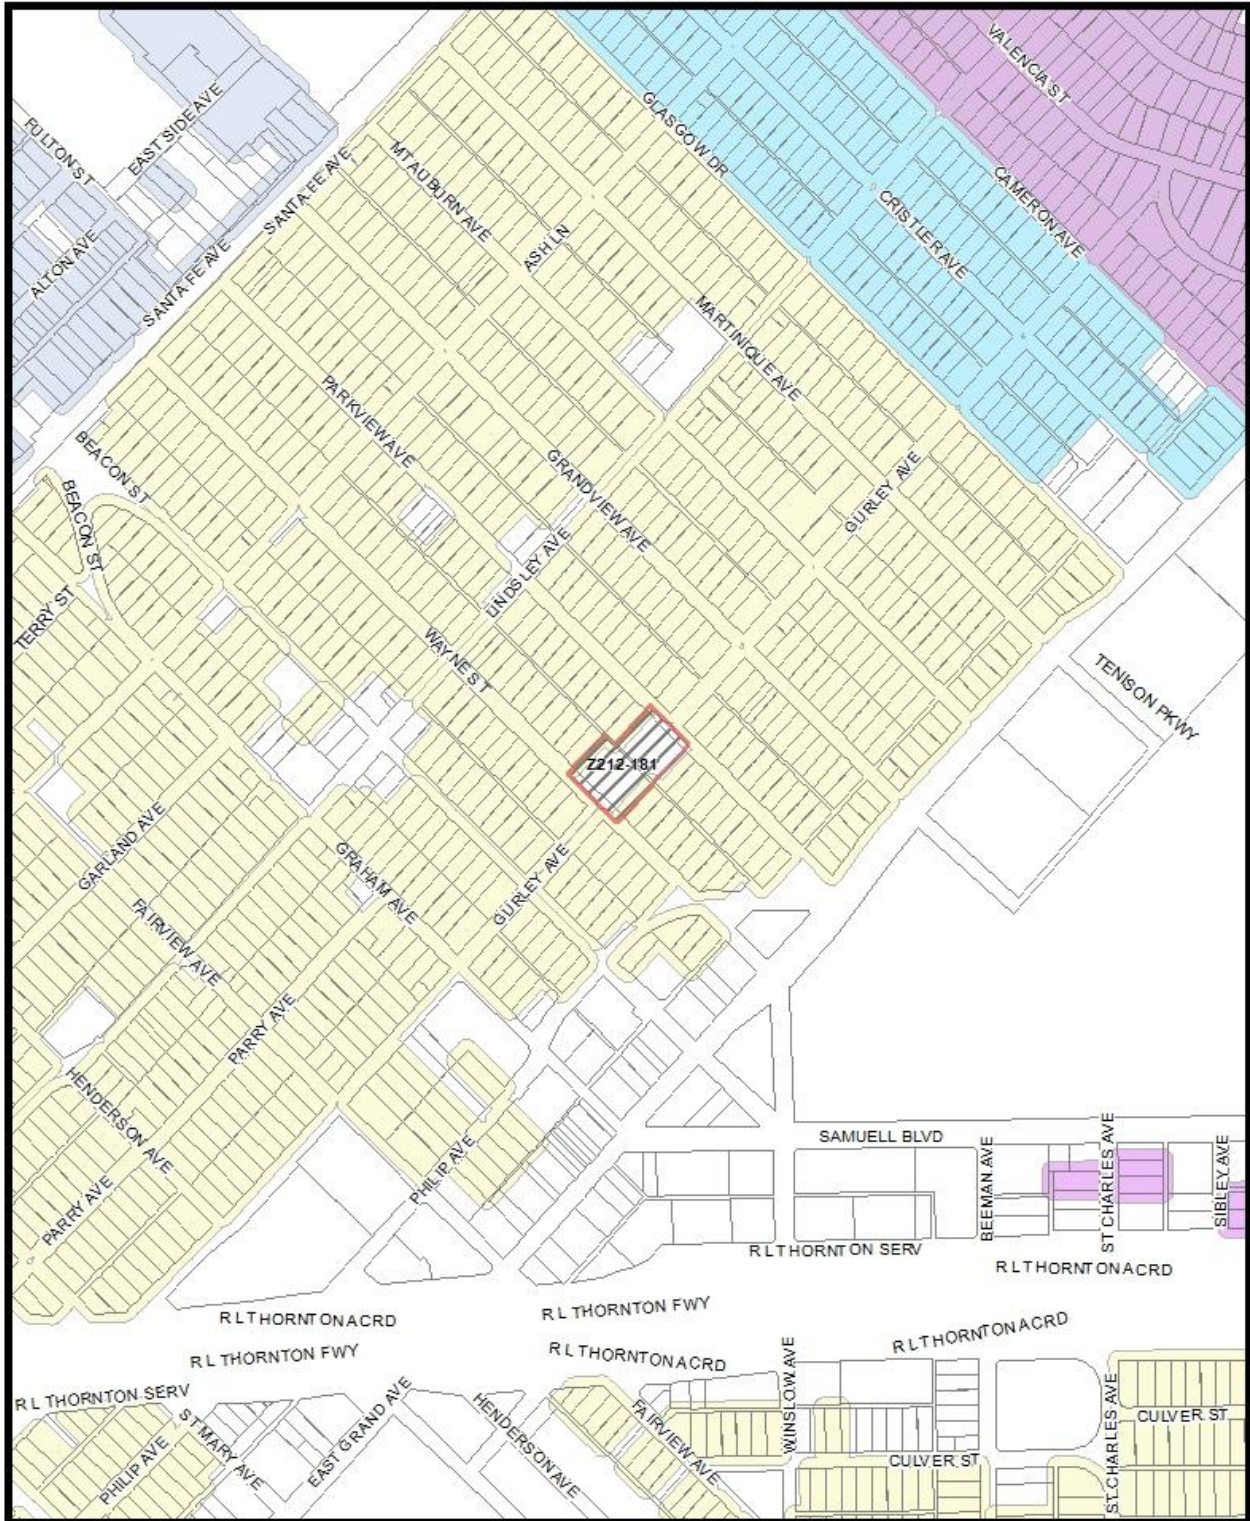 VALENCIA ST
GLASGOW DR
EAST SIDE AVE
FULTON ST
SANTA FE AVE
MT AUBURN AVE
CAMERON AVE
CRISTLER AVE
ASH LN
ALTON AVE
SANTA FE AVE
MARTINIQUE AVE
PARKVIEW AVE
BEACON ST
GRANDVIEW AVE
GURLEY AVE
BEACON ST
LINDSLEY AVE
TERRY ST
WAYNE ST
TENISON PKWY
Z212-181
GARLAND AVE
GRAHAM AVE
GURLEY AVE
FAIRVIEW AVE
PARRY AVE
HENDERSON AVE
SAMUELL BLVD
BEEMAN AVE
ST CHARLES AVE
SIBLEY AVE
PHILIP AVE
PARRY AVE
R L THORNTON SERV
R L THORNTON ACRD
R L THORNTON FWY
R L THORNTON ACRD
R L THORNTON ACRD
R L THORNTON FWY
R L THORNTON ACRD
R L THORNTON SERV
WINSLOW AVE
ST CHARLES AVE
CULVER ST
ST MARY AVE
EAST GRAND AVE
HENDERSON AVE
FAIRVIEW AVE
CULVER ST
PHILIP AVE